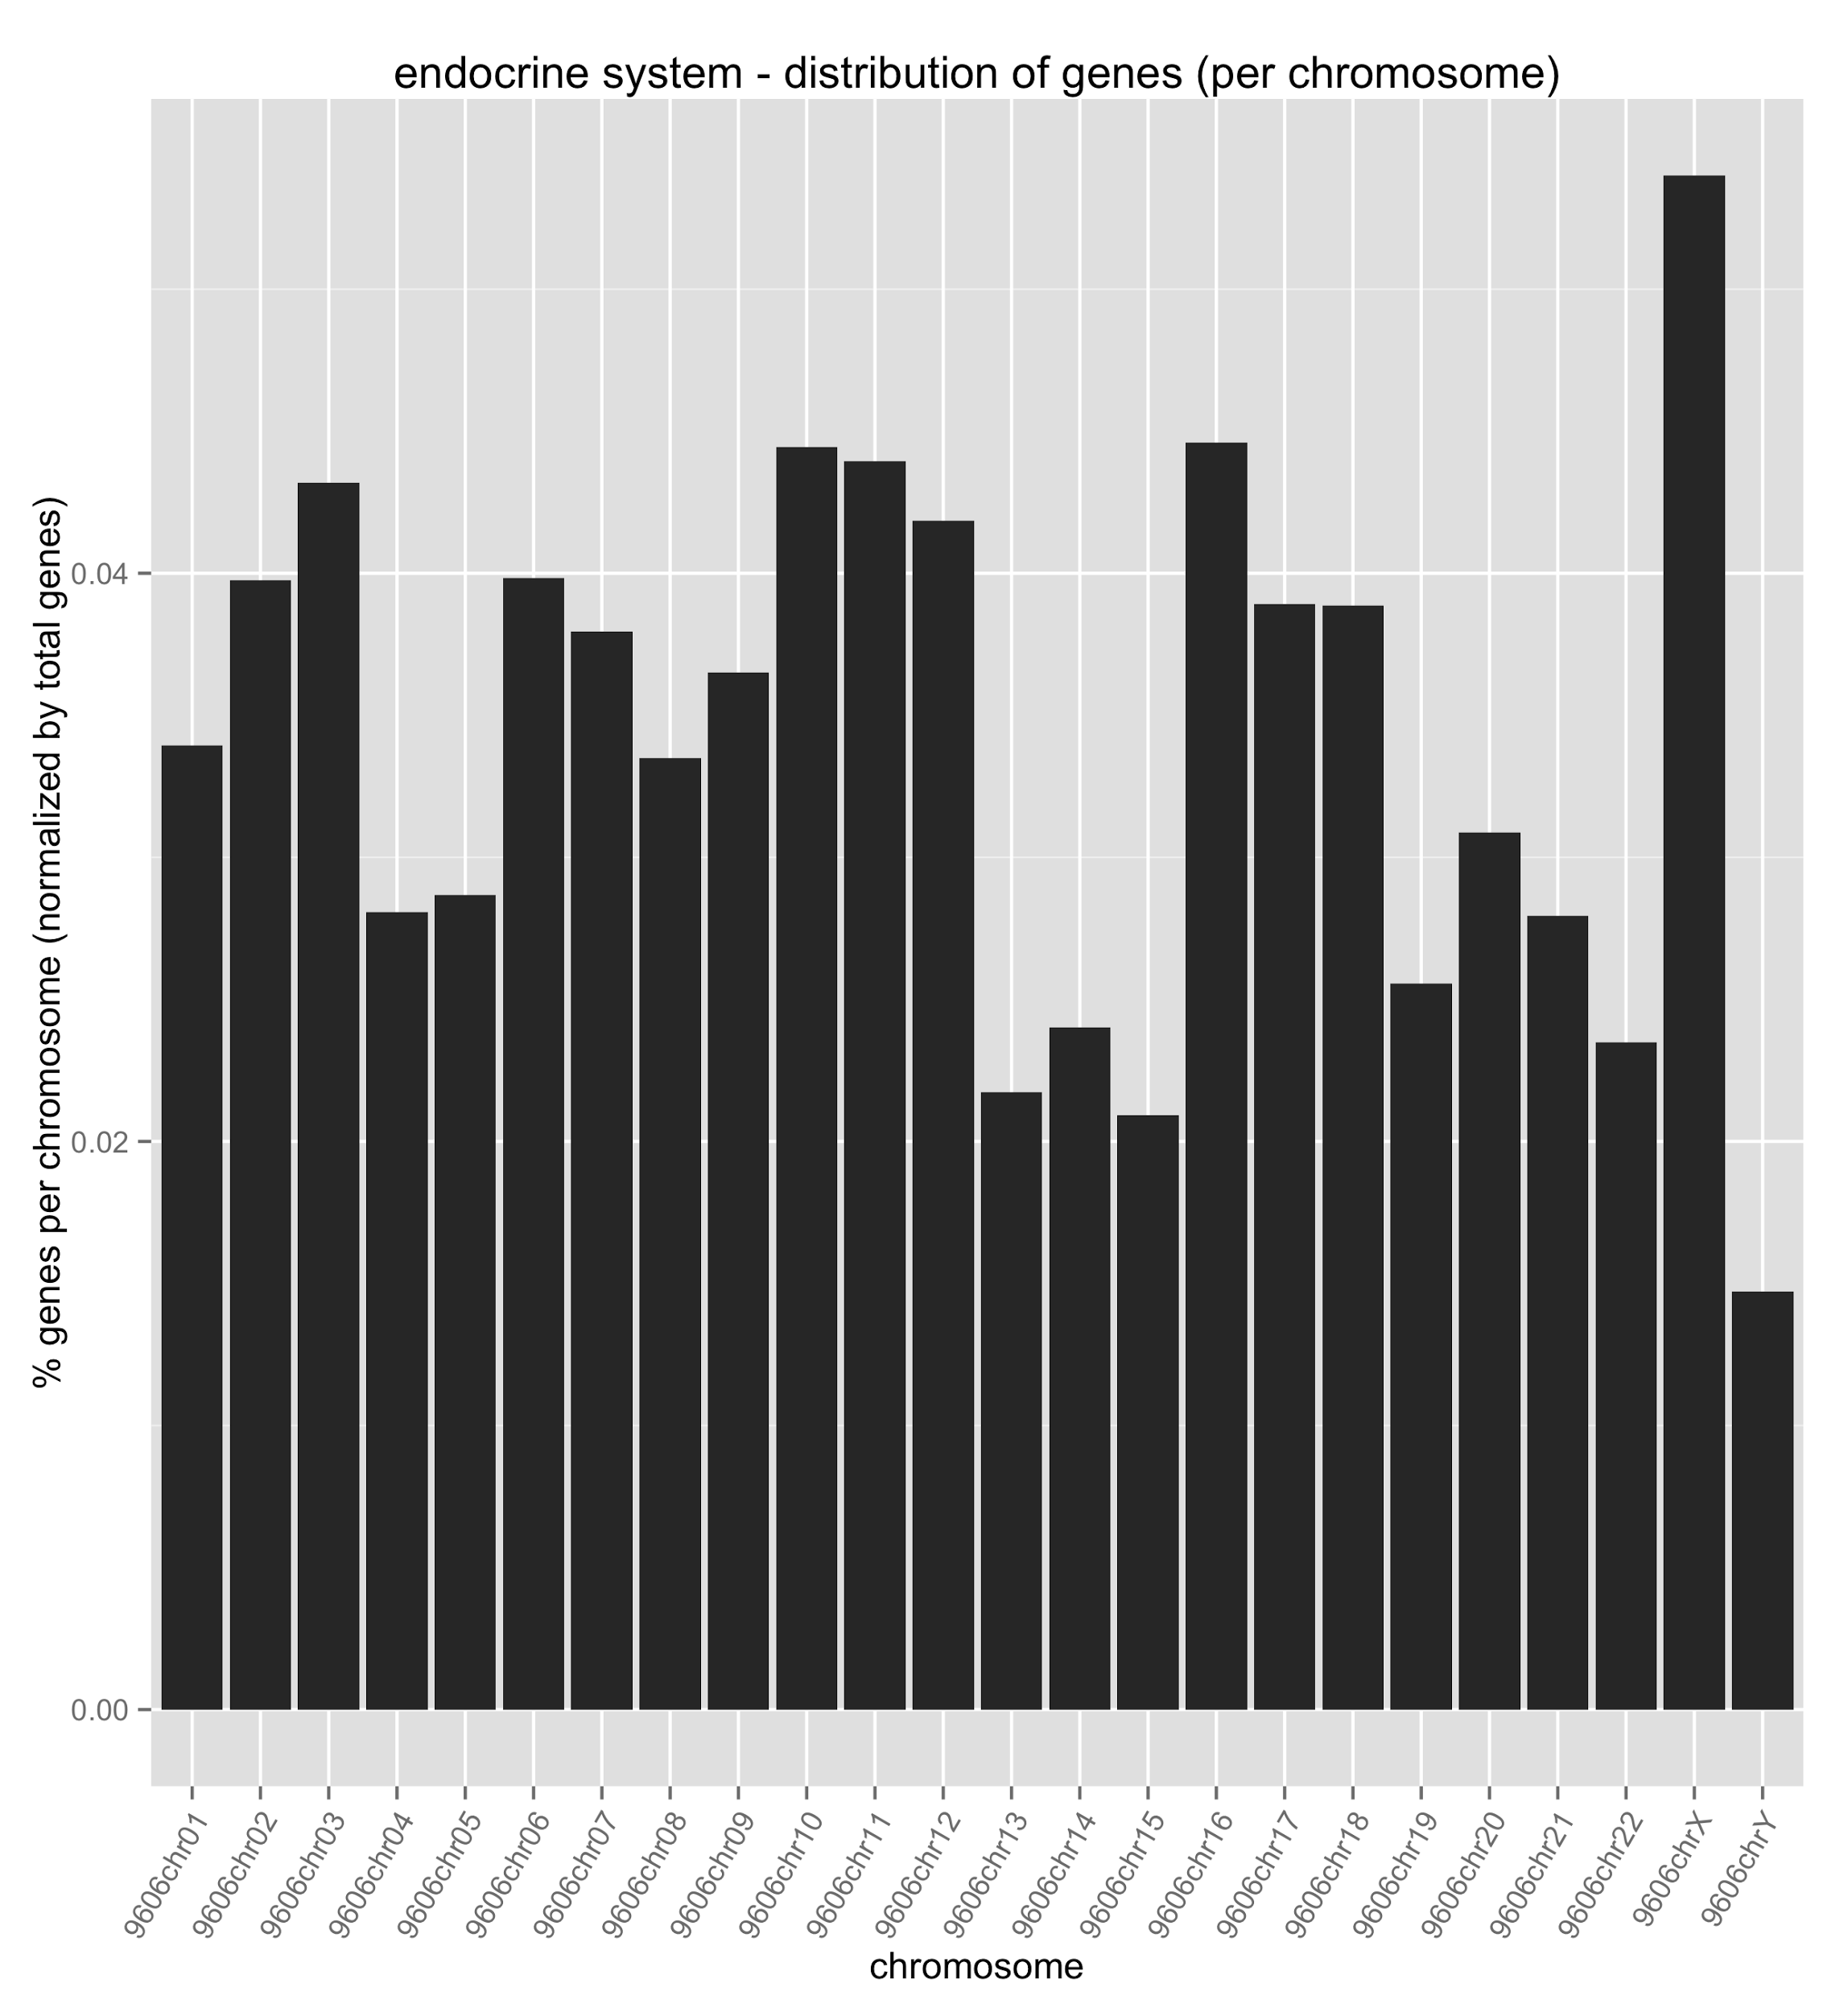 endocrine system - distribution of genes (per chromosome)
% genes per chromosome (normalized by total genes)
0.04
0.02
0.00
9606chr01
9606chr02
9606chr03
9606chr04
9606chr05
9606chr06
9606chr07
9606chr08
9606chr09
9606chr10
9606chr11
9606chr12
9606chr13
9606chr14
9606chr15
9606chr16
9606chr17
9606chr18
9606chr19
9606chr20
9606chr21
9606chr22
9606chrX
9606chrY
chromosome